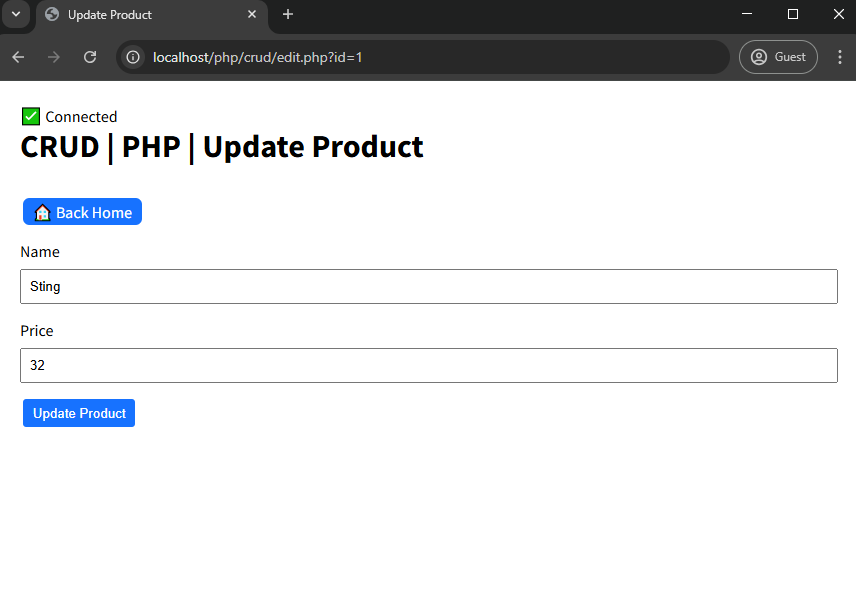 Update Product
localhost/php/crud/edit.php?id=1
Guest
✅ Connected
CRUD | PHP | Update Product
🏠 Back Home
Name
Sting
Price
32
Update Product